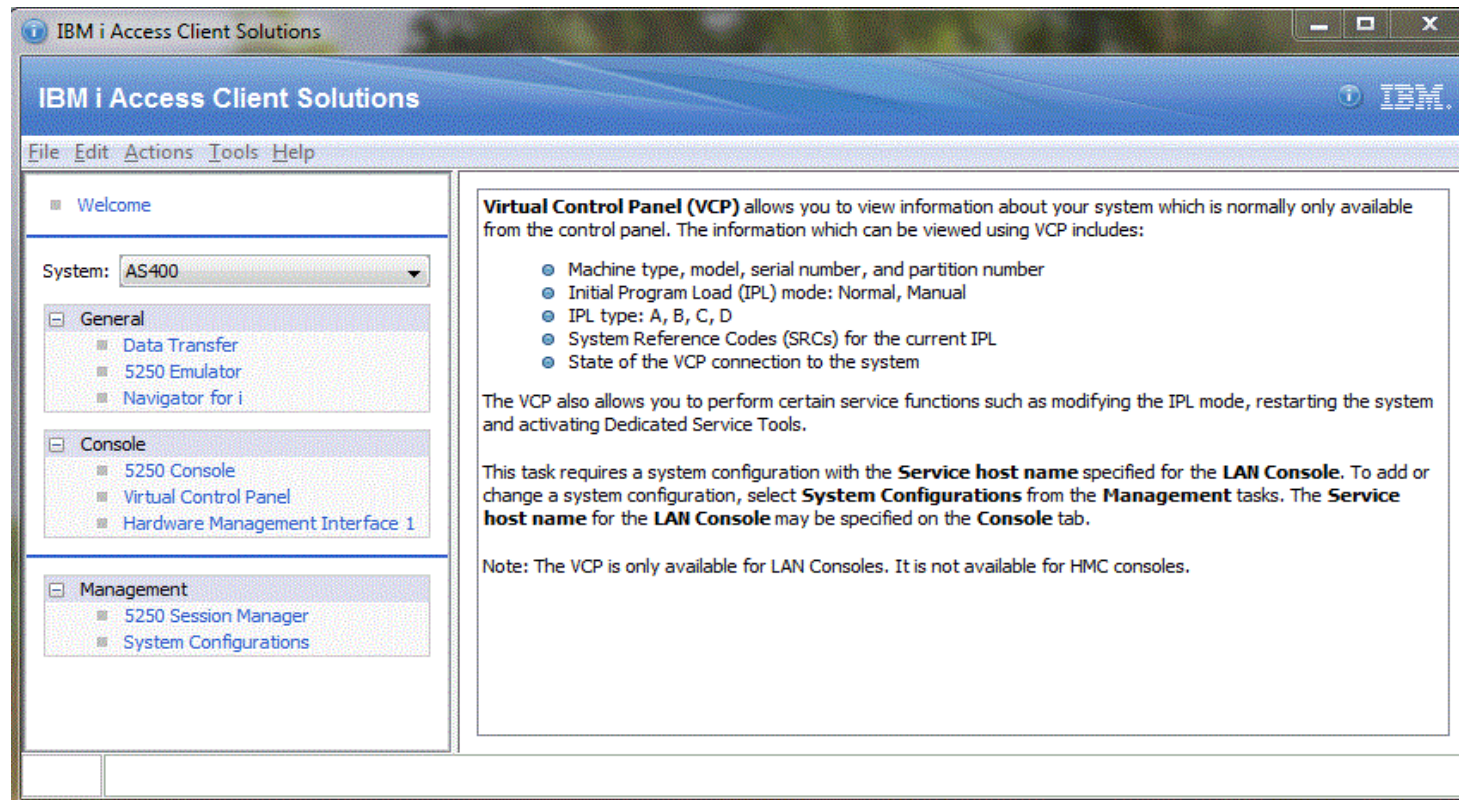 IBM i Access Client Solutions
IBM i Access Client Solutions
IBM.
File Edit Actions Tools Help
Welcome
System: AS400
General
Data Transfer
5250 Emulator
Navigator for i
Console
5250 Console
Virtual Control Panel
Hardware Management Interface 1
Management
5250 Session Manager
System Configurations
Virtual Control Panel (VCP) allows you to view information about your system which is normally only available
from the control panel. The information which can be viewed using VCP includes:
Machine type, model, serial number, and partition number
Initial Program Load (IPL) mode: Normal, Manual
IPL type: A, B, C, D
System Reference Codes (SRCs) for the current IPL
State of the VCP connection to the system
The VCP also allows you to perform certain service functions such as modifying the IPL mode, restarting the system
and activating Dedicated Service Tools.
This task requires a system configuration with the Service host name specified for the LAN Console. To add or
change a system configuration, select System Configurations from the Management tasks. The Service
host name for the LAN Console may be specified on the Console tab.
Note: The VCP is only available for LAN Consoles. It is not available for HMC consoles.